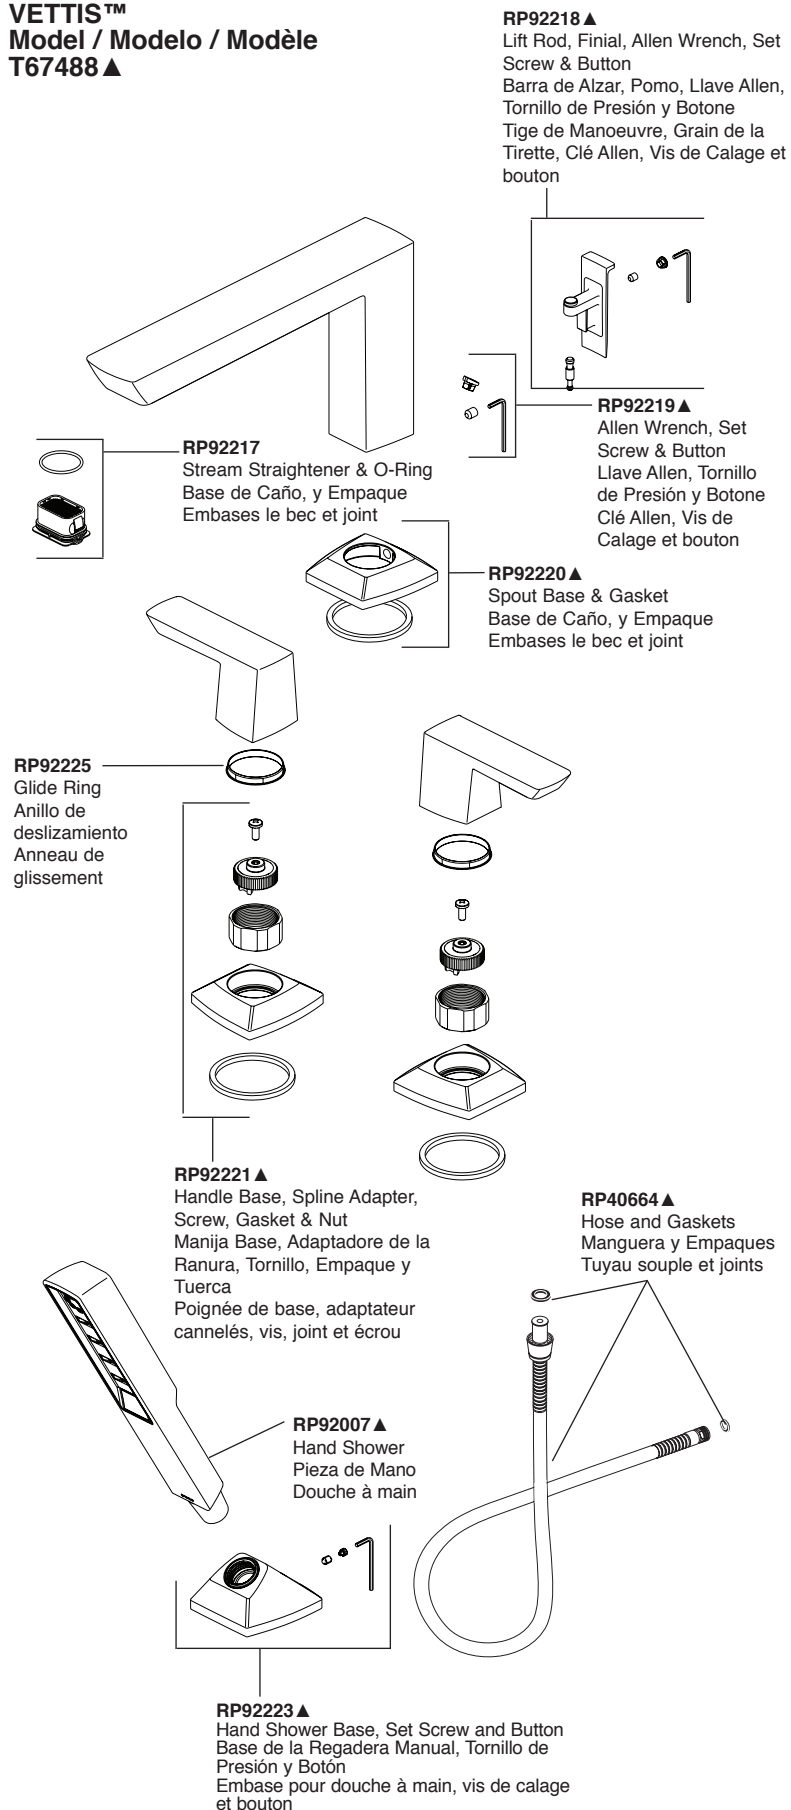 VETTIS™
Model / Modelo / Modèle
T67488▲
RP92218▲
Lift Rod, Finial, Allen Wrench, Set
Screw & Button
Barra de Alzar, Pomo, Llave Allen,
Tornillo de Presión y Botone
Tige de Manoeuvre, Grain de la
Tirette, Clé Allen, Vis de Calage et
bouton
RP92219▲
Allen Wrench, Set
Screw & Button
Llave Allen, Tornillo
de Presión y Botone
Clé Allen, Vis de
Calage et bouton
RP92217
Stream Straightener & O-Ring
Base de Caño, y Empaque
Embases le bec et joint
RP92220▲
Spout Base & Gasket
Base de Caño, y Empaque
Embases le bec et joint
RP92225
Glide Ring
Anillo de
deslizamiento
Anneau de
glissement
RP92221▲
Handle Base, Spline Adapter,
Screw, Gasket & Nut
Manija Base, Adaptadore de la
Ranura, Tornillo, Empaque y
Tuerca
Poignée de base, adaptateur
cannelés, vis, joint et écrou
RP40664▲
Hose and Gaskets
Manguera y Empaques
Tuyau souple et joints
RP92007▲
Hand Shower
Pieza de Mano
Douche à main
RP92223▲
Hand Shower Base, Set Screw and Button
Base de la Regadera Manual, Tornillo de
Presión y Botón
Embase pour douche à main, vis de calage
et bouton